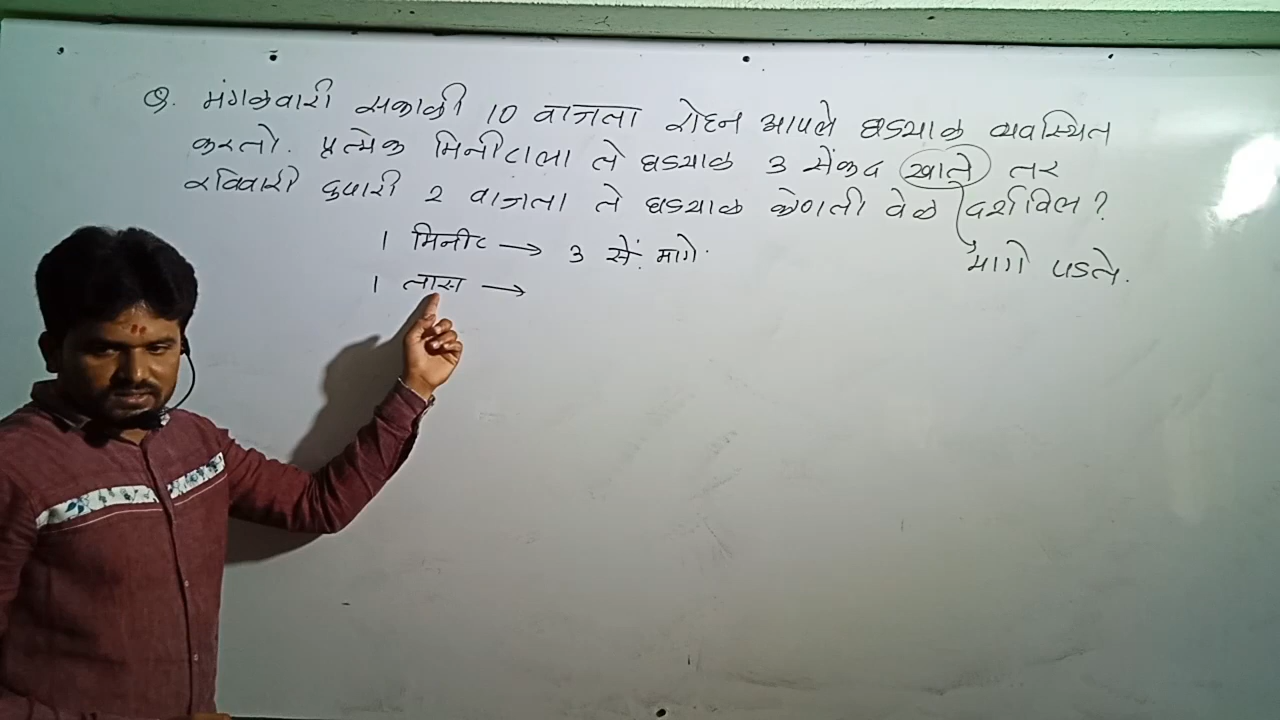 Q. मंगळवारी सकाळी 10 वाजता रोहन आपले घड्याळ व्यवस्थित
करतो. प्रत्येक मिनीटाला ते घड्याळ 3 सेंकद खाते तर
रविवारी दुपारी 2 वाजता ते घड्याळ कोणती वेळ दर्शविल?
1 मिनीट → 3 सें. मागे.
मागे पडते.
1 तास →